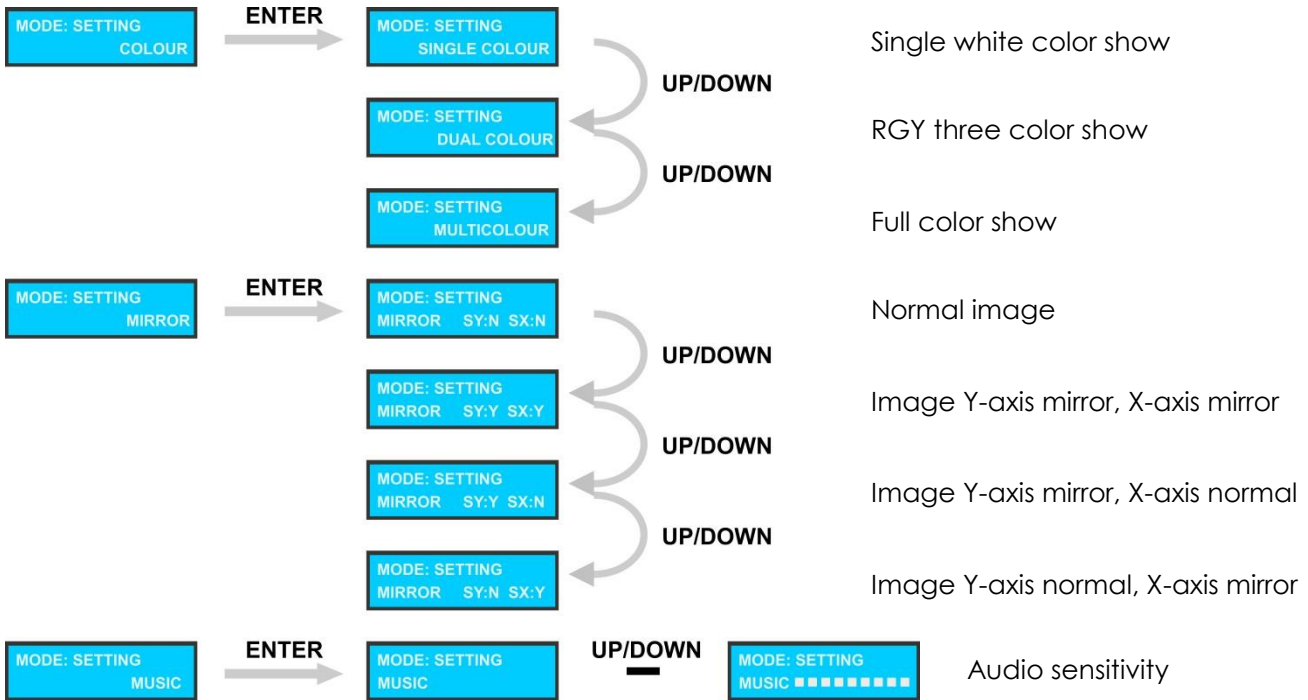 ENTER
MODE: SETTING
COLOUR
MODE: SETTING
SINGLE COLOUR
Single white color show
UP/DOWN
MODE: SETTING
DUAL COLOUR
RGY three color show
UP/DOWN
MODE: SETTING
MULTICOLOUR
Full color show
ENTER
MODE: SETTING
MIRROR
MODE: SETTING
MIRROR SY:N SX:N
Normal image
UP/DOWN
MODE: SETTING
MIRROR SY:Y SX:Y
Image Y-axis mirror, X-axis mirror
UP/DOWN
MODE: SETTING
MIRROR SY:Y SX:N
Image Y-axis mirror, X-axis normal
UP/DOWN
MODE: SETTING
MIRROR SY:N SX:Y
Image Y-axis normal, X-axis mirror
ENTER
MODE: SETTING
MUSIC
MODE: SETTING
MUSIC
UP/DOWN
MODE: SETTING
MUSIC
Audio sensitivity